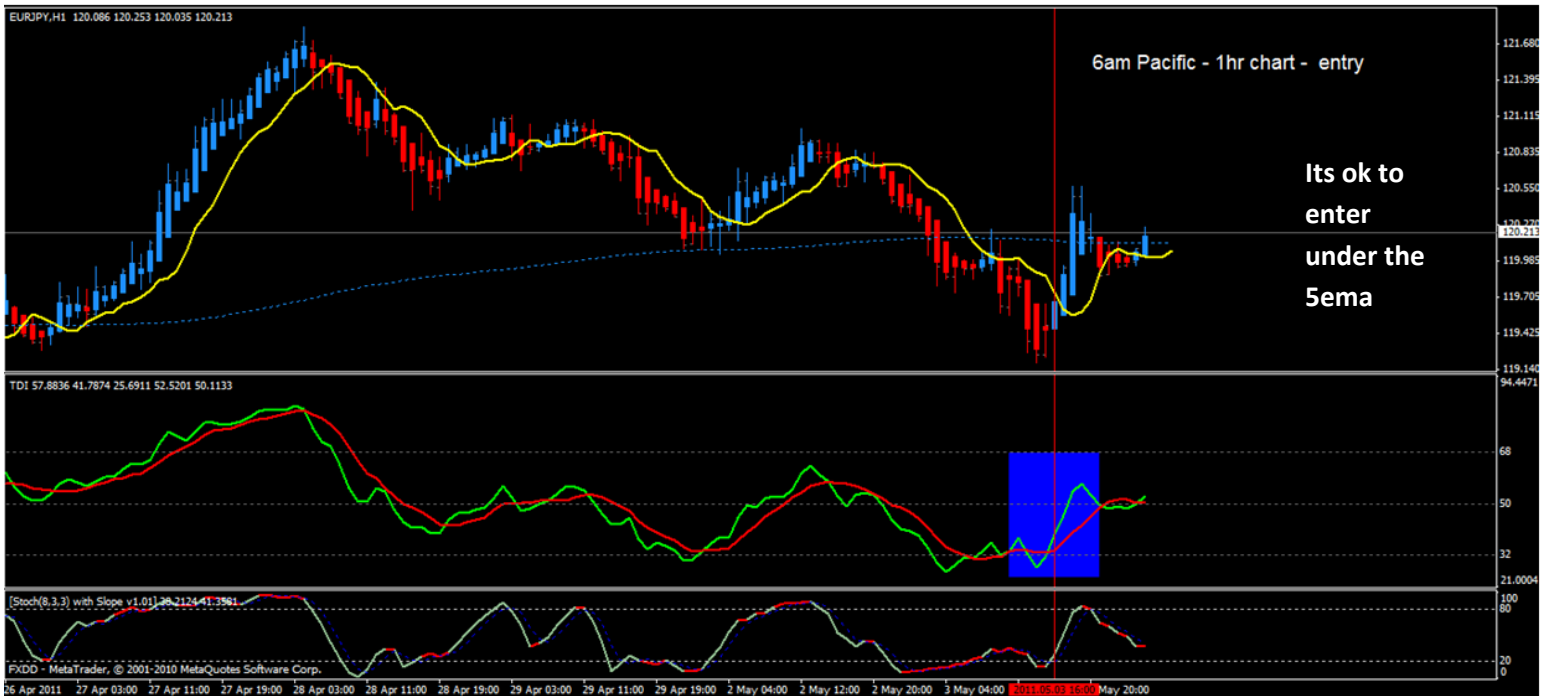 EURJPY,H1 120.086 120.253 120.035 120.213
6am Pacific - 1hr chart - entry
Its ok to
enter
under the
5ema
121.680
121.395
121.115
120.835
120.550
120.270
120.213
119.985
119.705
119.425
119.140
TDI 57.8836 41.7874 25.6911 52.5201 50.1133
94.4471
68
50
32
21.0004
[Stoch(8,3,3) with Slope v1.01] 38.2124 41.3581
100
80
20
0
FXDD - MetaTrader, © 2001-2010 MetaQuotes Software Corp.
26 Apr 2011 27 Apr 03:00 27 Apr 11:00 27 Apr 19:00 28 Apr 03:00 28 Apr 11:00 28 Apr 19:00 29 Apr 03:00 29 Apr 11:00 29 Apr 19:00 2 May 04:00 2 May 12:00 2 May 20:00 3 May 04:00 2011.05.03 16:00 May 20:00